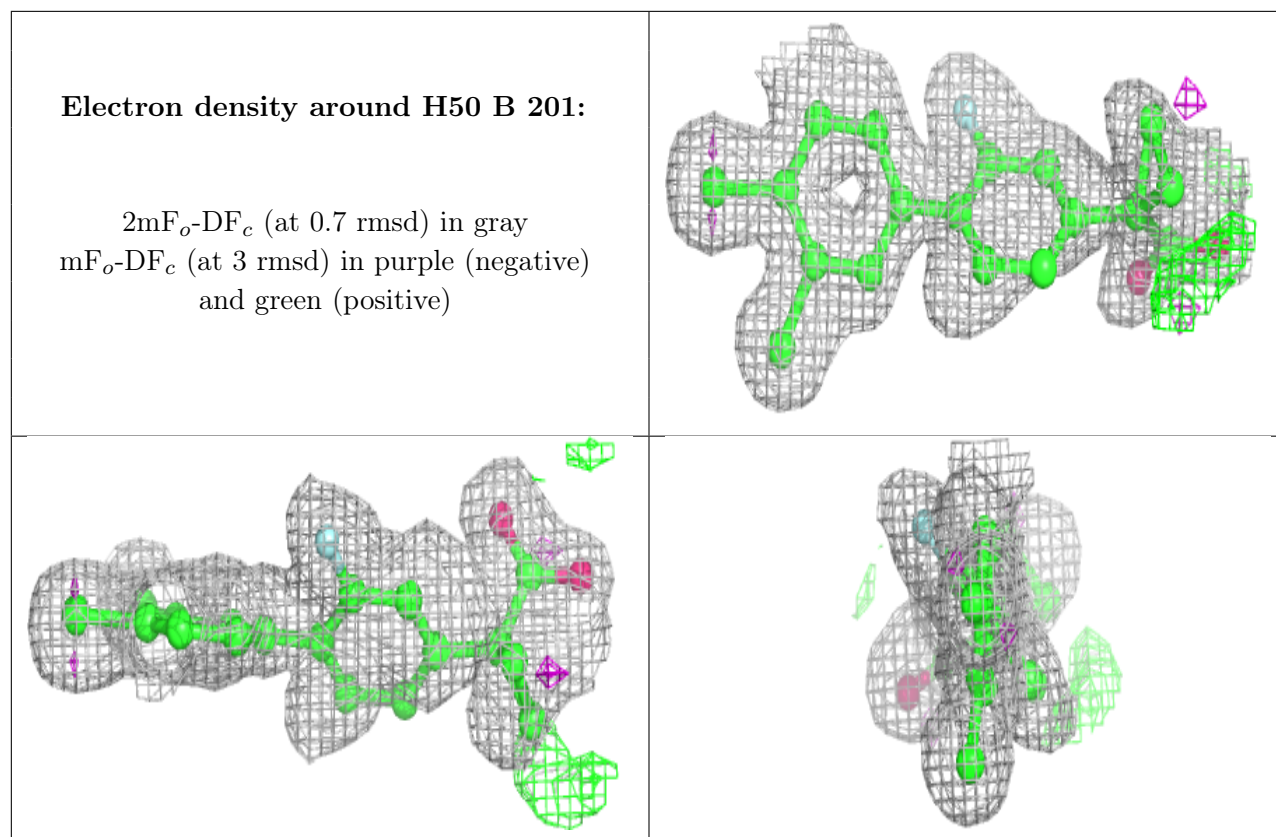 Electron density around H50 B 201:
2mFₒ-DF𝒸 (at 0.7 rmsd) in gray
mFₒ-DF𝒸 (at 3 rmsd) in purple (negative)
and green (positive)